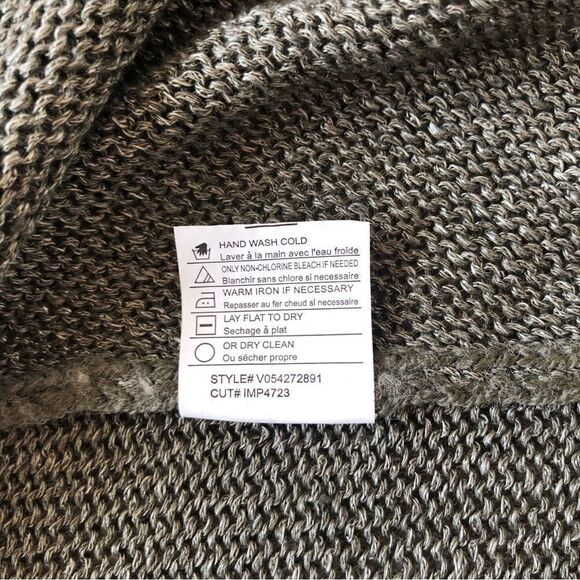 HAND WASH COLD
Laver à la main avec l'eau froide
ONLY NON-CHLORINE BLEACH IF NEEDED
Blanchir sans chlore si necessaire
WARM IRON IF NECESSARY
Repasser au fer cheud si necessaire
LAY FLAT TO DRY
Sechage à plat
OR DRY CLEAN
Ou sécher propre
STYLE# V054272891
CUT# IMP4723